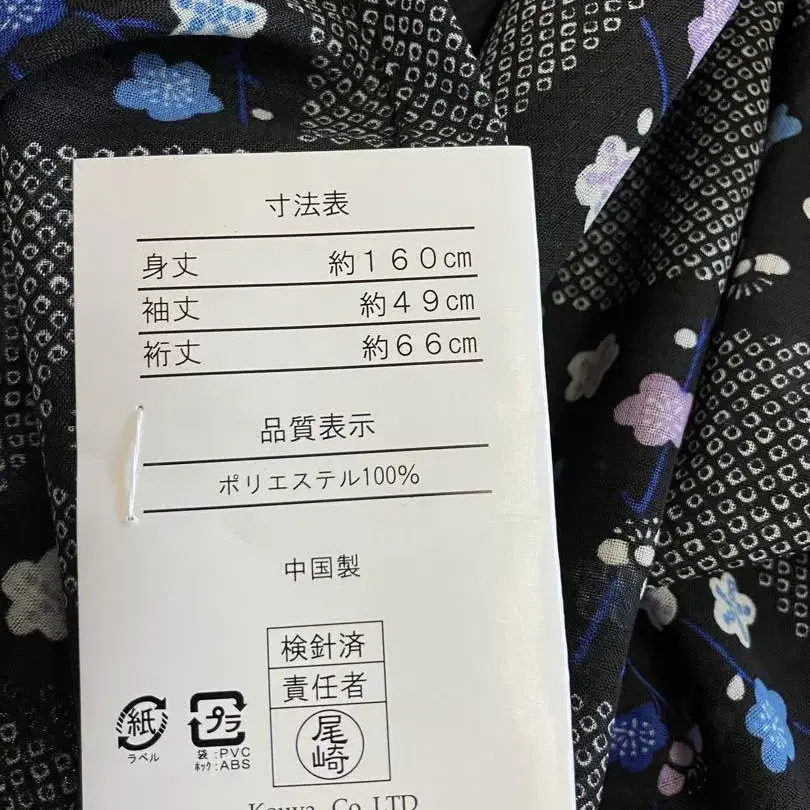 寸法表
身丈 約160cm
袖丈 約49cm
裄丈 約66cm
品質表示
ポリエステル100%
中国製
検針済
責任者
尾崎
紙
ラベル
プラ
袋:PVC
ホック:ABS
Kouya Co.,LTD